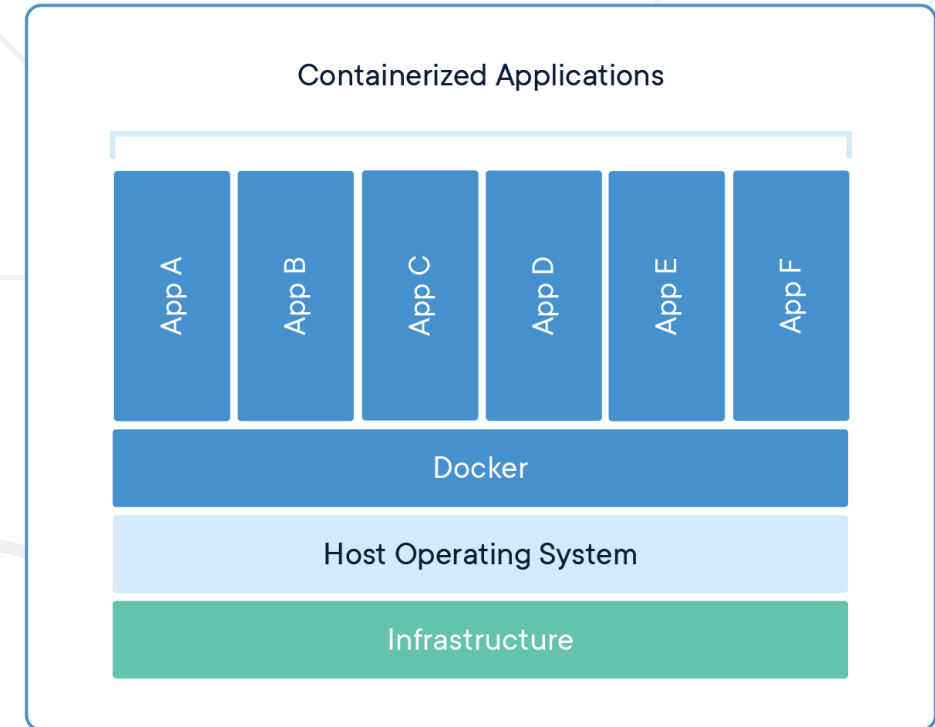 Containerized Applications
App A
App B
App C
App D
App E
App F
Docker
Host Operating System
Infrastructure